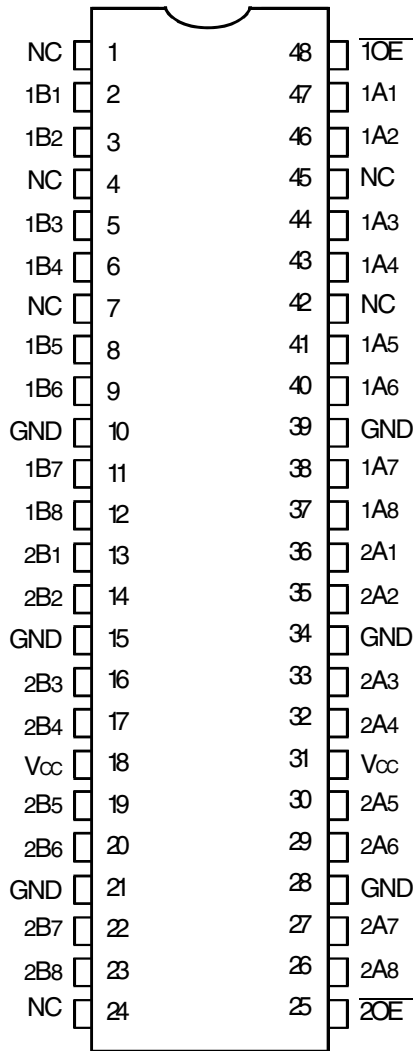 NC 1 48 1OE
1B1 2 47 1A1
1B2 3 46 1A2
NC 4 45 NC
1B3 5 44 1A3
1B4 6 43 1A4
NC 7 42 NC
1B5 8 41 1A5
1B6 9 40 1A6
GND 10 39 GND
1B7 11 38 1A7
1B8 12 37 1A8
2B1 13 36 2A1
2B2 14 35 2A2
GND 15 34 GND
2B3 16 33 2A3
2B4 17 32 2A4
VCC 18 31 VCC
2B5 19 30 2A5
2B6 20 29 2A6
GND 21 28 GND
2B7 22 27 2A7
2B8 23 26 2A8
NC 24 25 2OE